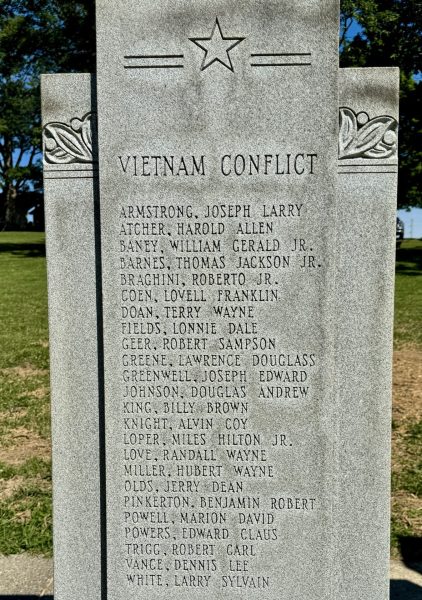 VIETNAM CONFLICT
ARMSTRONG, JOSEPH LARRY
ATCHER, HAROLD ALLEN
BANEY, WILLIAM GERALD JR.
BARNES, THOMAS JACKSON JR.
BRAGHINI, ROBERTO JR.
COEN, LOVELL FRANKLIN
DOAN, TERRY WAYNE
FIELDS, LONNIE DALE
GEER, ROBERT SAMPSON
GREENE, LAWRENCE DOUGLASS
GREENWELL, JOSEPH EDWARD
JOHNSON, DOUGLAS ANDREW
KING, BILLY BROWN
KNIGHT, ALVIN COY
LOPER, MILES HILTON JR.
LOVE, RANDALL WAYNE
MILLER, HUBERT WAYNE
OLDS, JERRY DEAN
PINKERTON, BENJAMIN ROBERT
POWELL, MARION DAVID
POWERS, EDWARD CLAUS
TRIGG, ROBERT CARL
VANCE, DENNIS LEE
WHITE, LARRY SYLVAIN